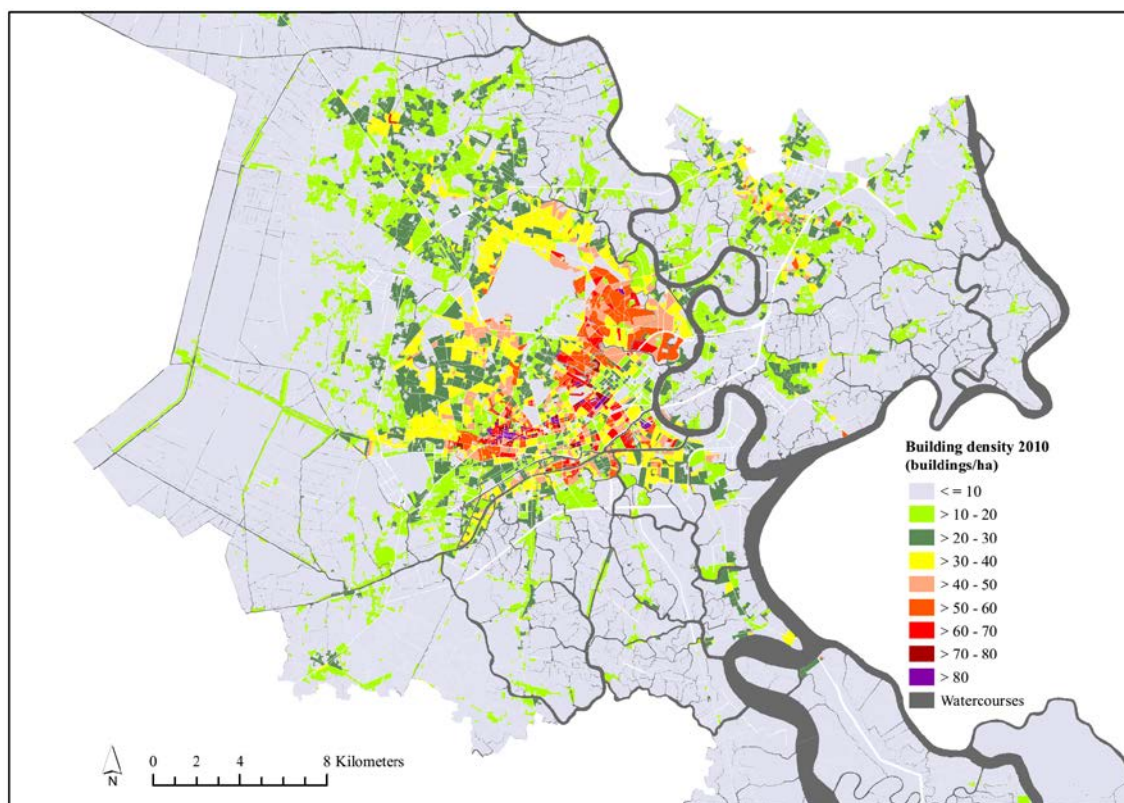 Building density 2010
(buildings/ha)
< = 10
> 10 - 20
> 20 - 30
> 30 - 40
> 40 - 50
> 50 - 60
> 60 - 70
> 70 - 80
> 80
Watercourses
N
0 2 4 8 Kilometers